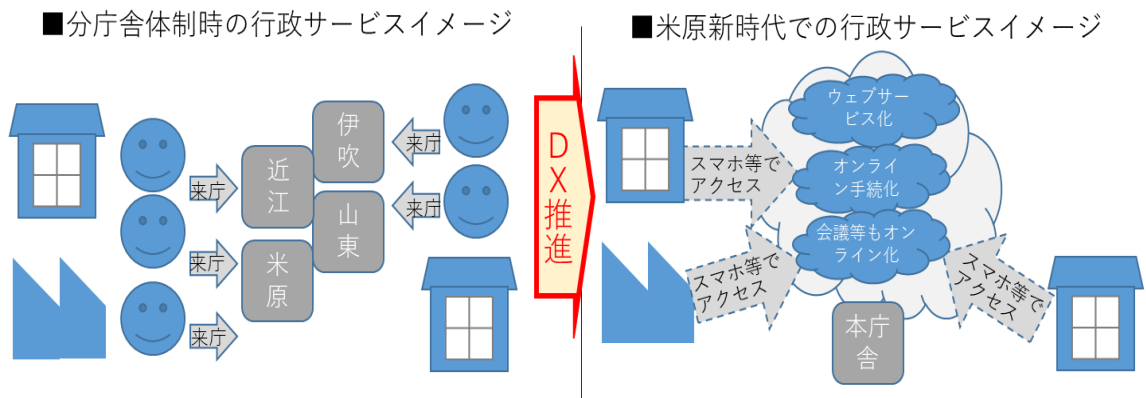 ■分庁舎体制時の行政サービスイメージ
伊吹
来庁
近江
来庁
山東
来庁
来庁
米原
来庁
DX推進
■米原新時代での行政サービスイメージ
ウェブサー
ビス化
スマホ等で
アクセス
オンライ
ン手続化
会議等もオン
ライン化
スマホ等で
アクセス
スマホ等で
アクセス
本庁
舎